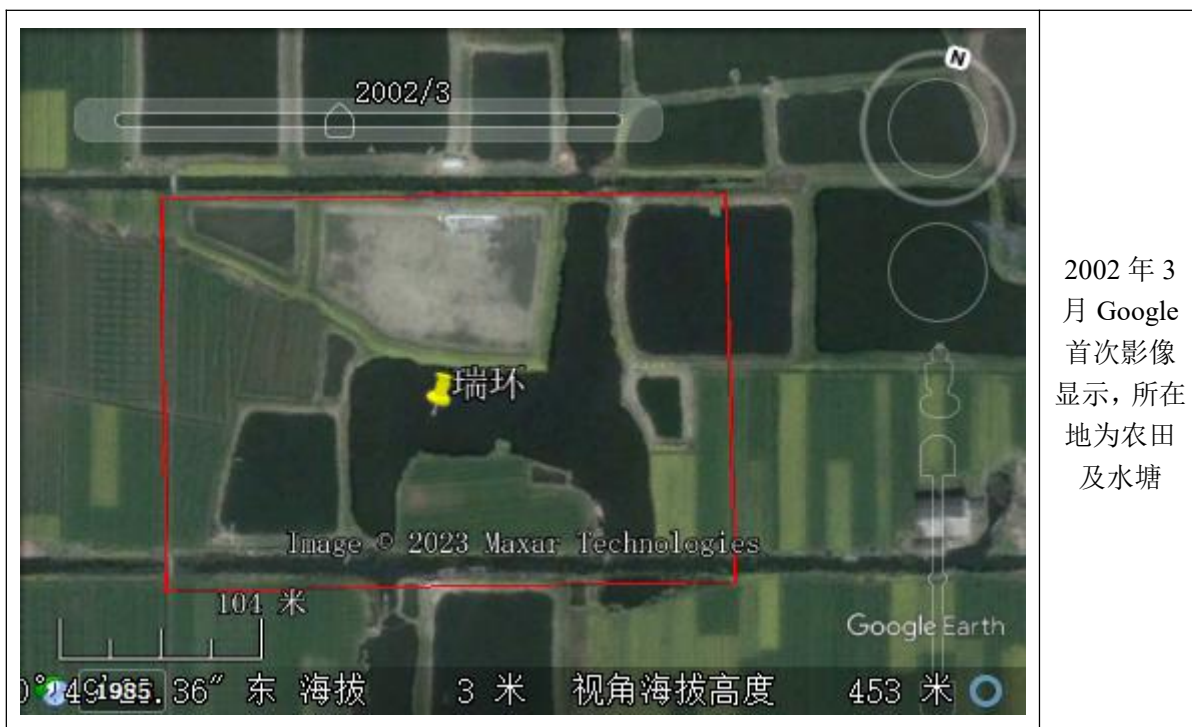 2002/3
N
瑞环
Image © 2023 Maxar Technologies
104 米
Google Earth
1985
36″ 东 海拔 3 米 视角海拔高度 453 米
2002 年 3
月 Google
首次影像
显示，所在
地为农田
及水塘